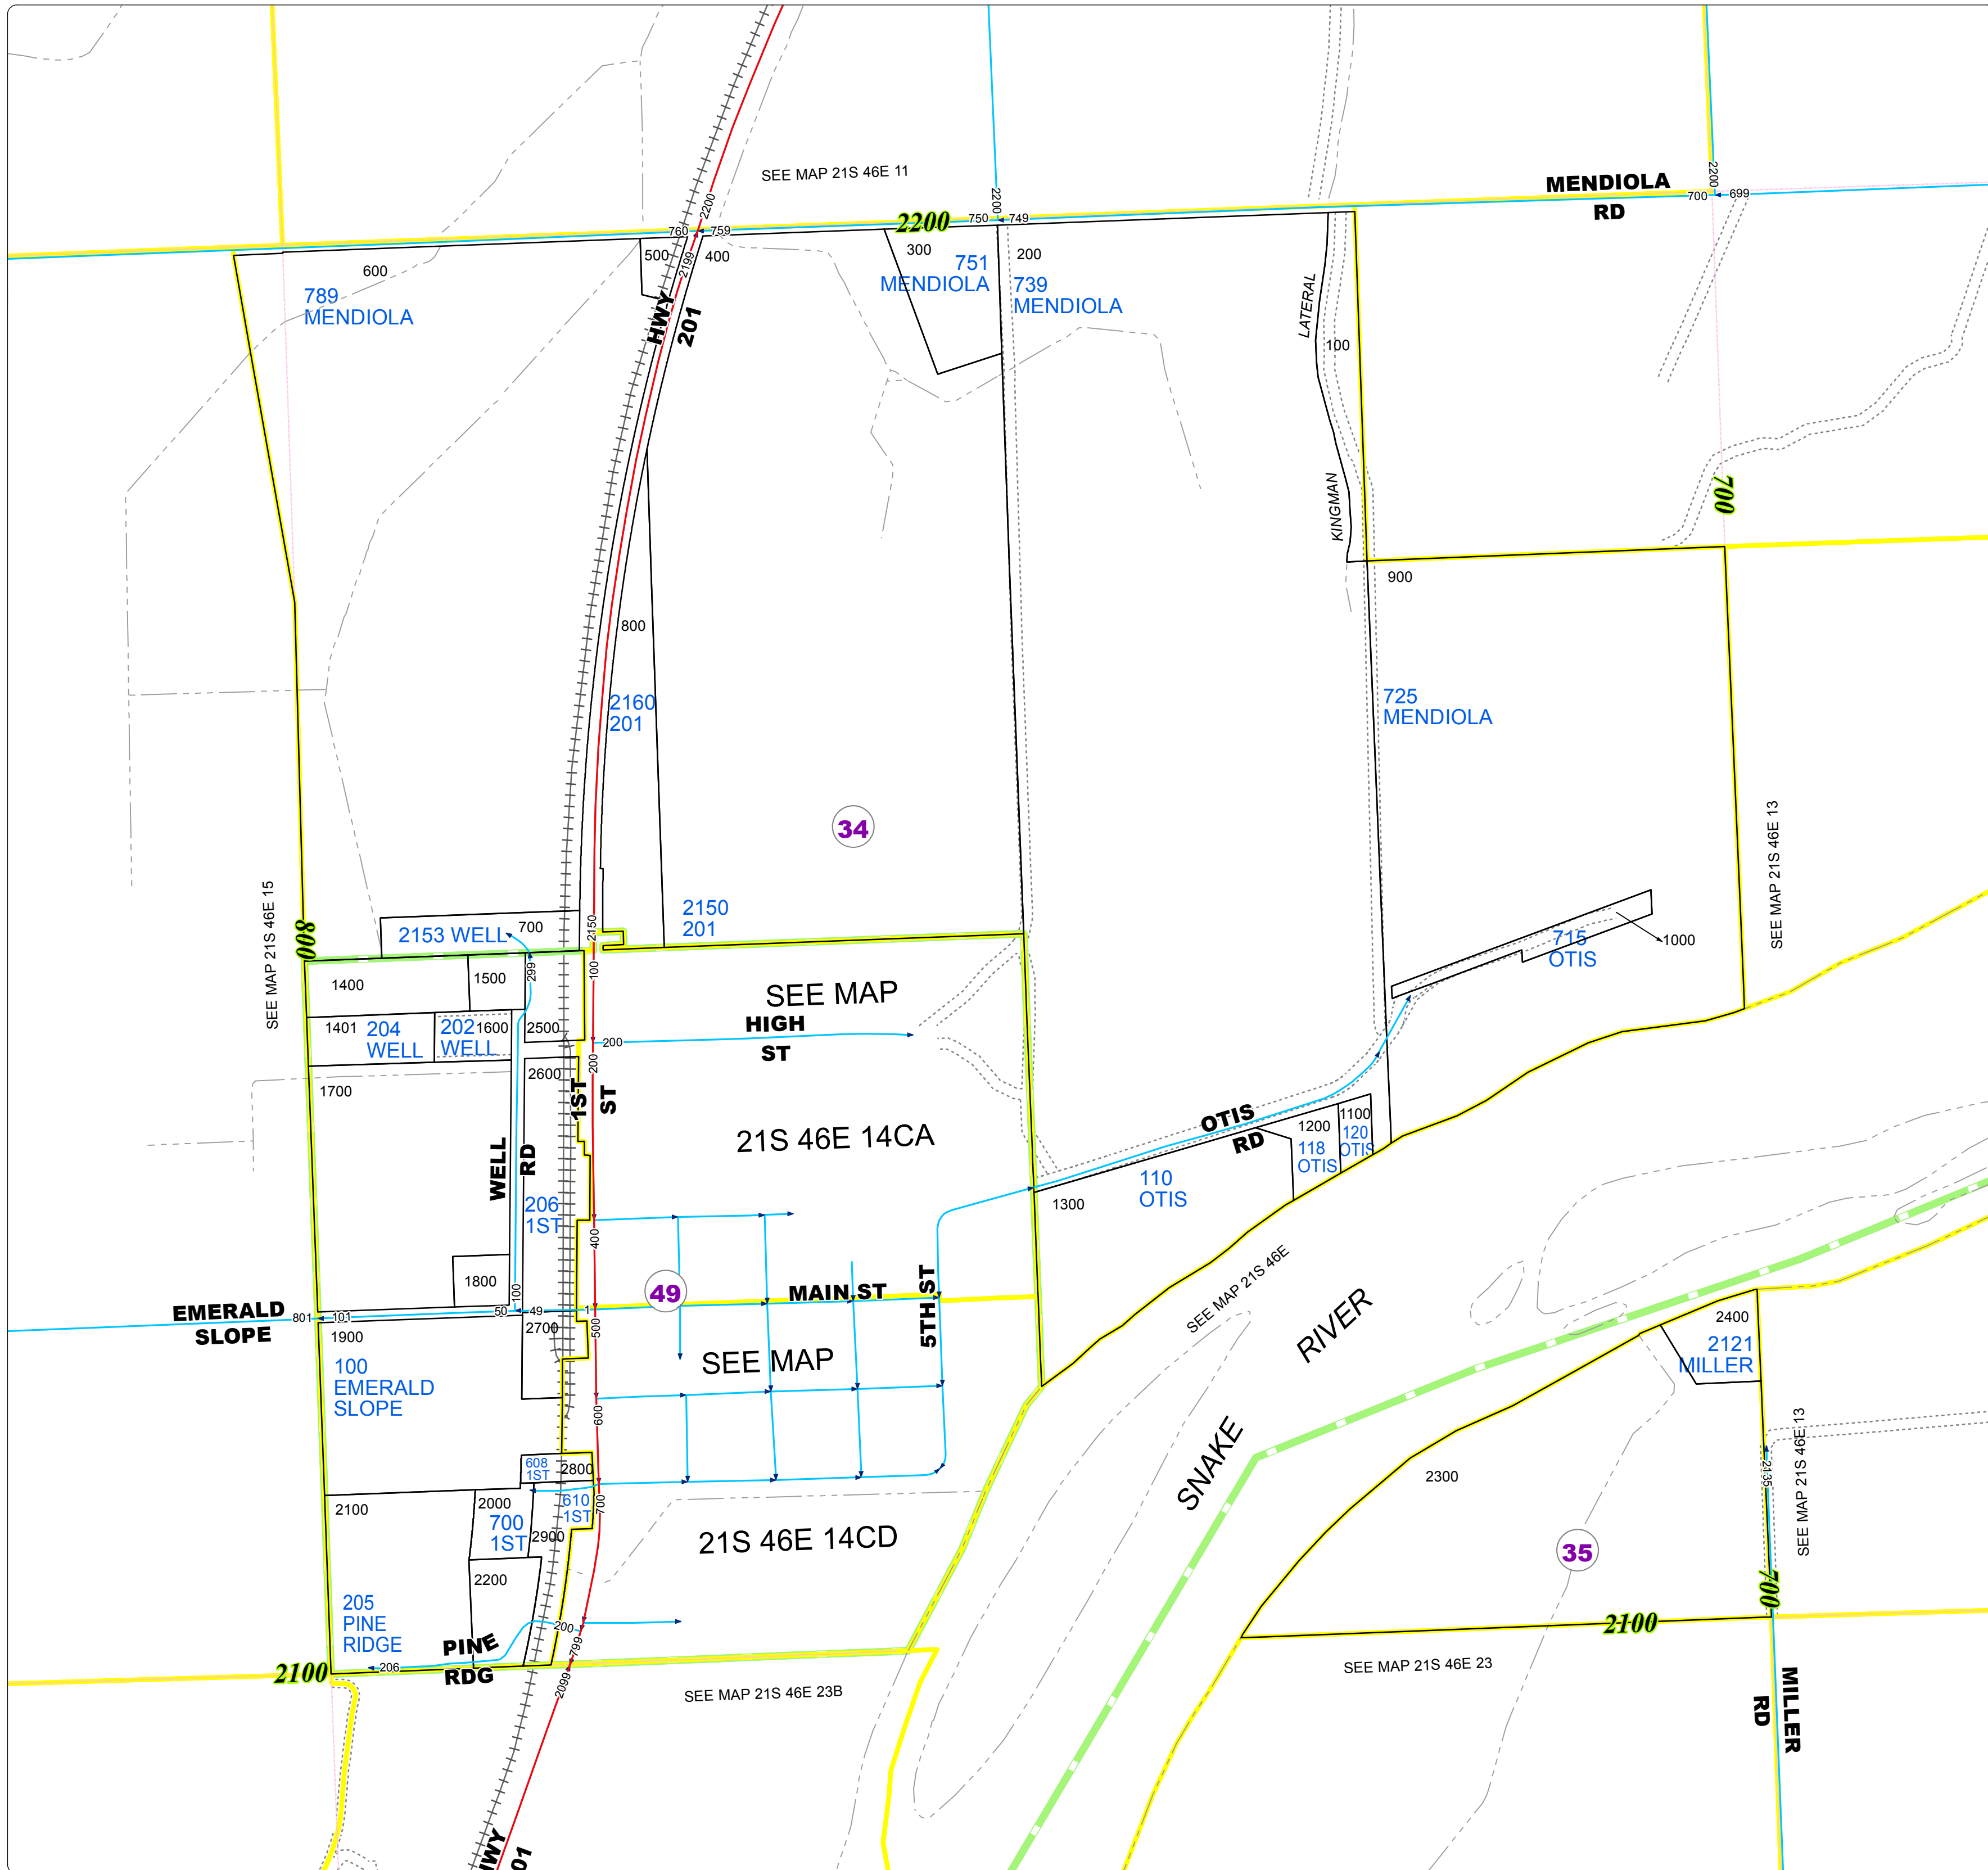 SEE MAP 21S 46E 11
MENDIOLA
RD
2200
700
699
2200
2200
750
749
2200
760
759
2199
600
500
400
300
200
789
MENDIOLA
751
MENDIOLA
739
MENDIOLA
HWY
201
LATERAL
100
KINGMAN
700
900
800
2160
201
725
MENDIOLA
34
SEE MAP 21S 46E 13
SEE MAP 21S 46E 15
800
700
2153 WELL
2150
2150
201
715
OTIS
1000
1400
1500
299
100
SEE MAP
HIGH
ST
1401
204
WELL
202
WELL
1600
2500
200
200
1700
2600
1ST
ST
21S 46E 14CA
WELL
RD
OTIS
RD
1100
1200
118
OTIS
120
OTIS
110
OTIS
1300
206
1ST
400
1800
100
49
MAIN ST
5TH ST
SEE MAP 21S 46E
SNAKE
RIVER
EMERALD
SLOPE
801
101
50
49
1
1900
2700
500
100
EMERALD
SLOPE
SEE MAP
2400
2121
MILLER
600
608
1ST
2800
2300
SEE MAP 21S 46E 13
2135
2100
2000
700
1ST
610
1ST
2900
700
21S 46E 14CD
35
2200
205
PINE
RIDGE
PINE
RDG
200
206
799
2099
2100
700
2100
SEE MAP 21S 46E 23B
SEE MAP 21S 46E 23
MILLER
RD
HWY
201